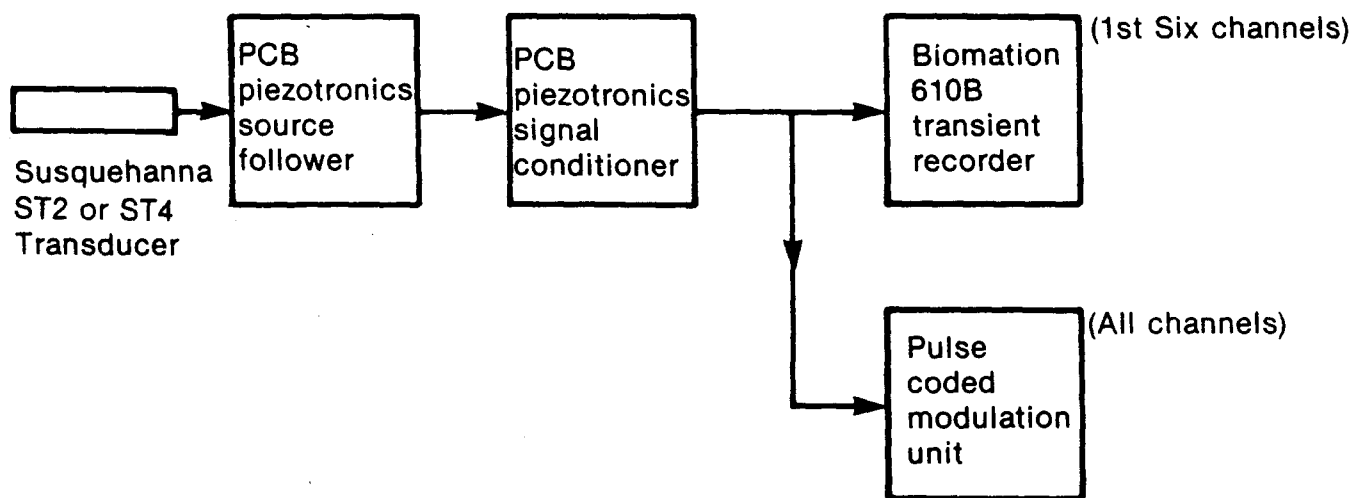 Susquehanna
ST2 or ST4
Transducer
PCB
piezotronics
source
follower
PCB
piezotronics
signal
conditioner
Biomation
610B
transient
recorder
(1st Six channels)
Pulse
coded
modulation
unit
(All channels)